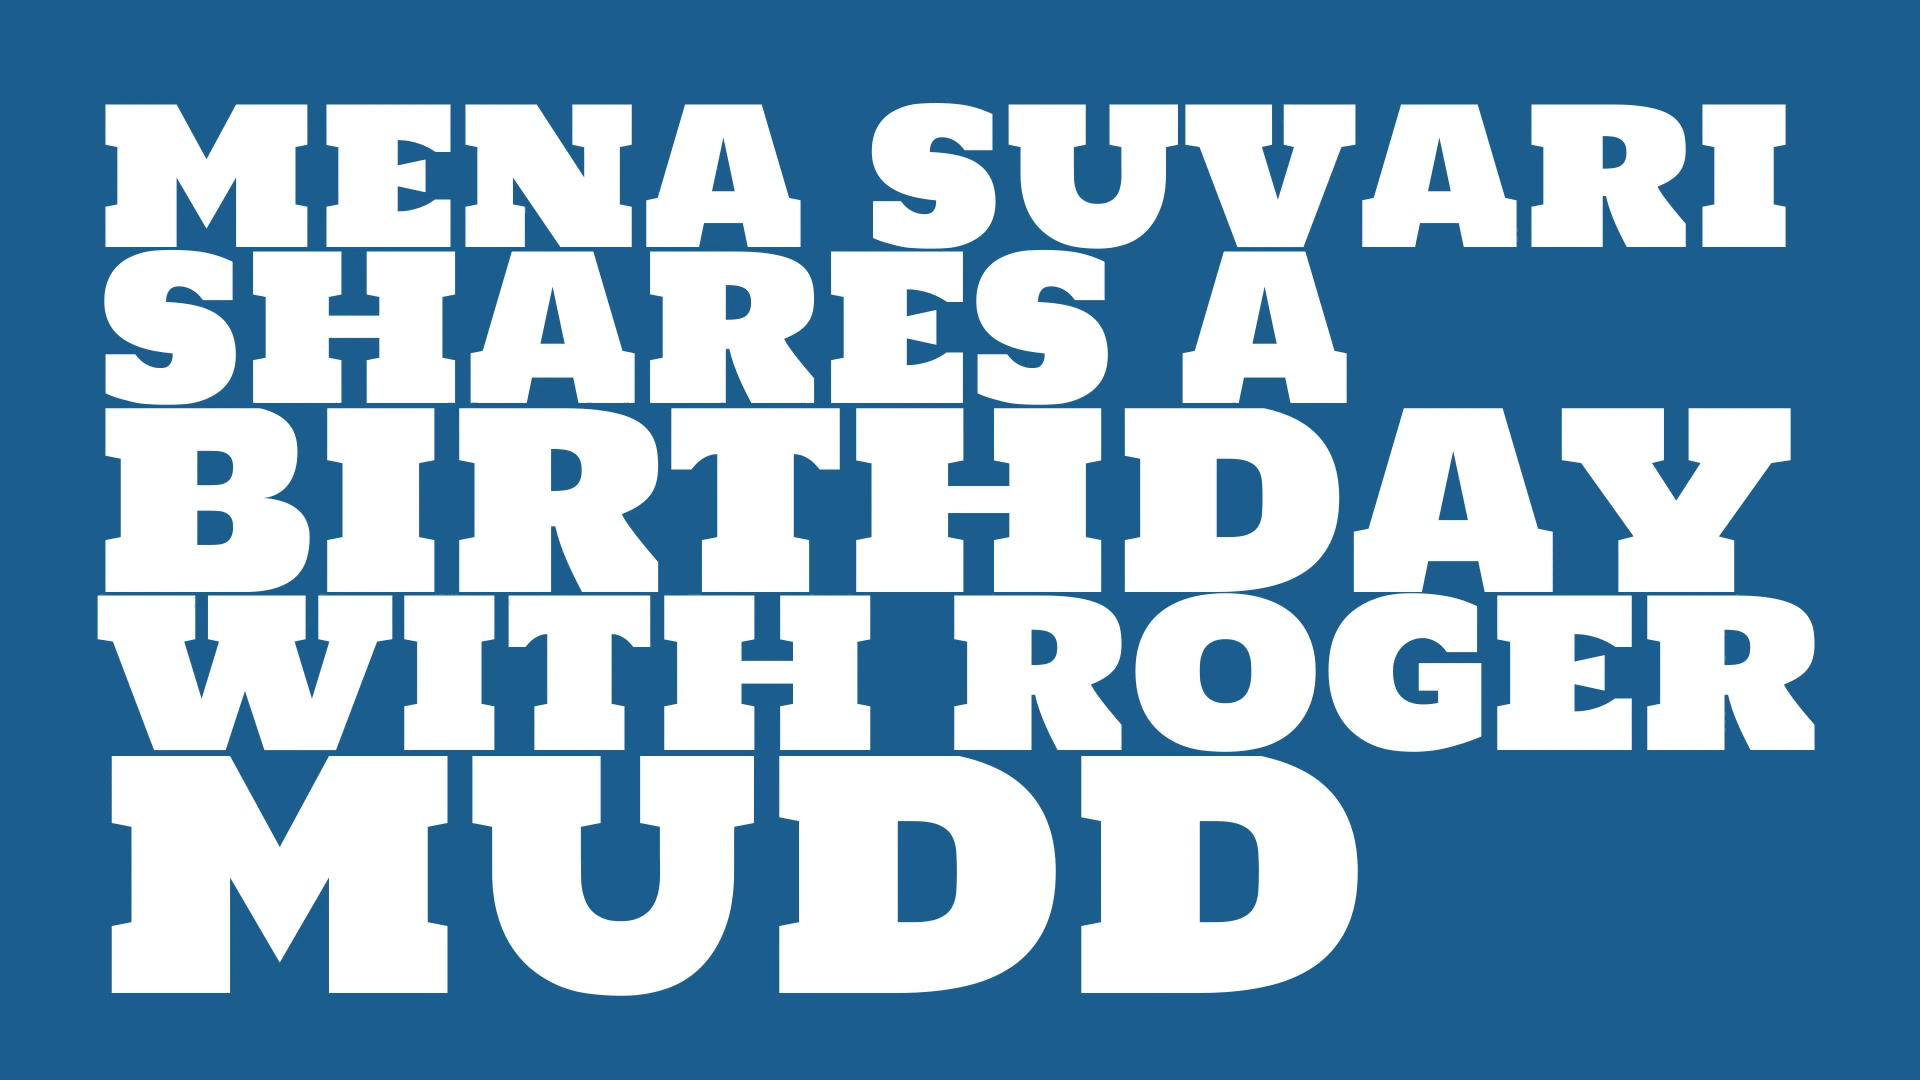 MENA SUVARI
SHARES A
BIRTHDAY
WITH ROGER
MUDD